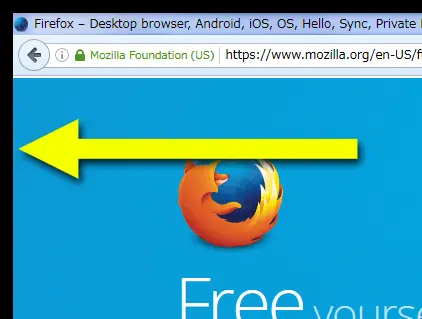 Firefox – Desktop browser, Android, iOS, OS, Hello, Sync, Private
Mozilla Foundation (US) https://www.mozilla.org/en-US/f
Free yourse